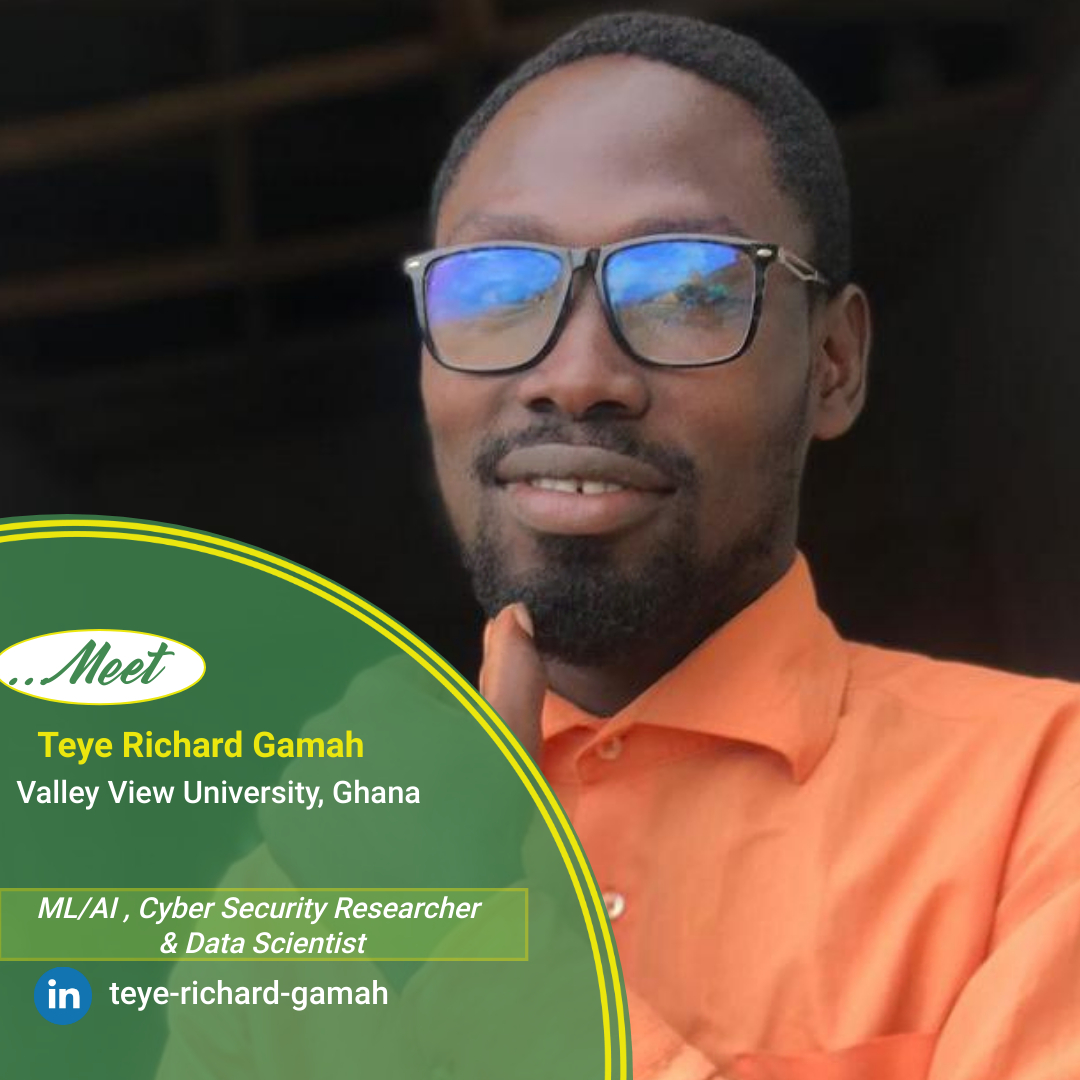 ...Meet
Teye Richard Gamah
Valley View University, Ghana
ML/AI , Cyber Security Researcher
& Data Scientist
in teye-richard-gamah